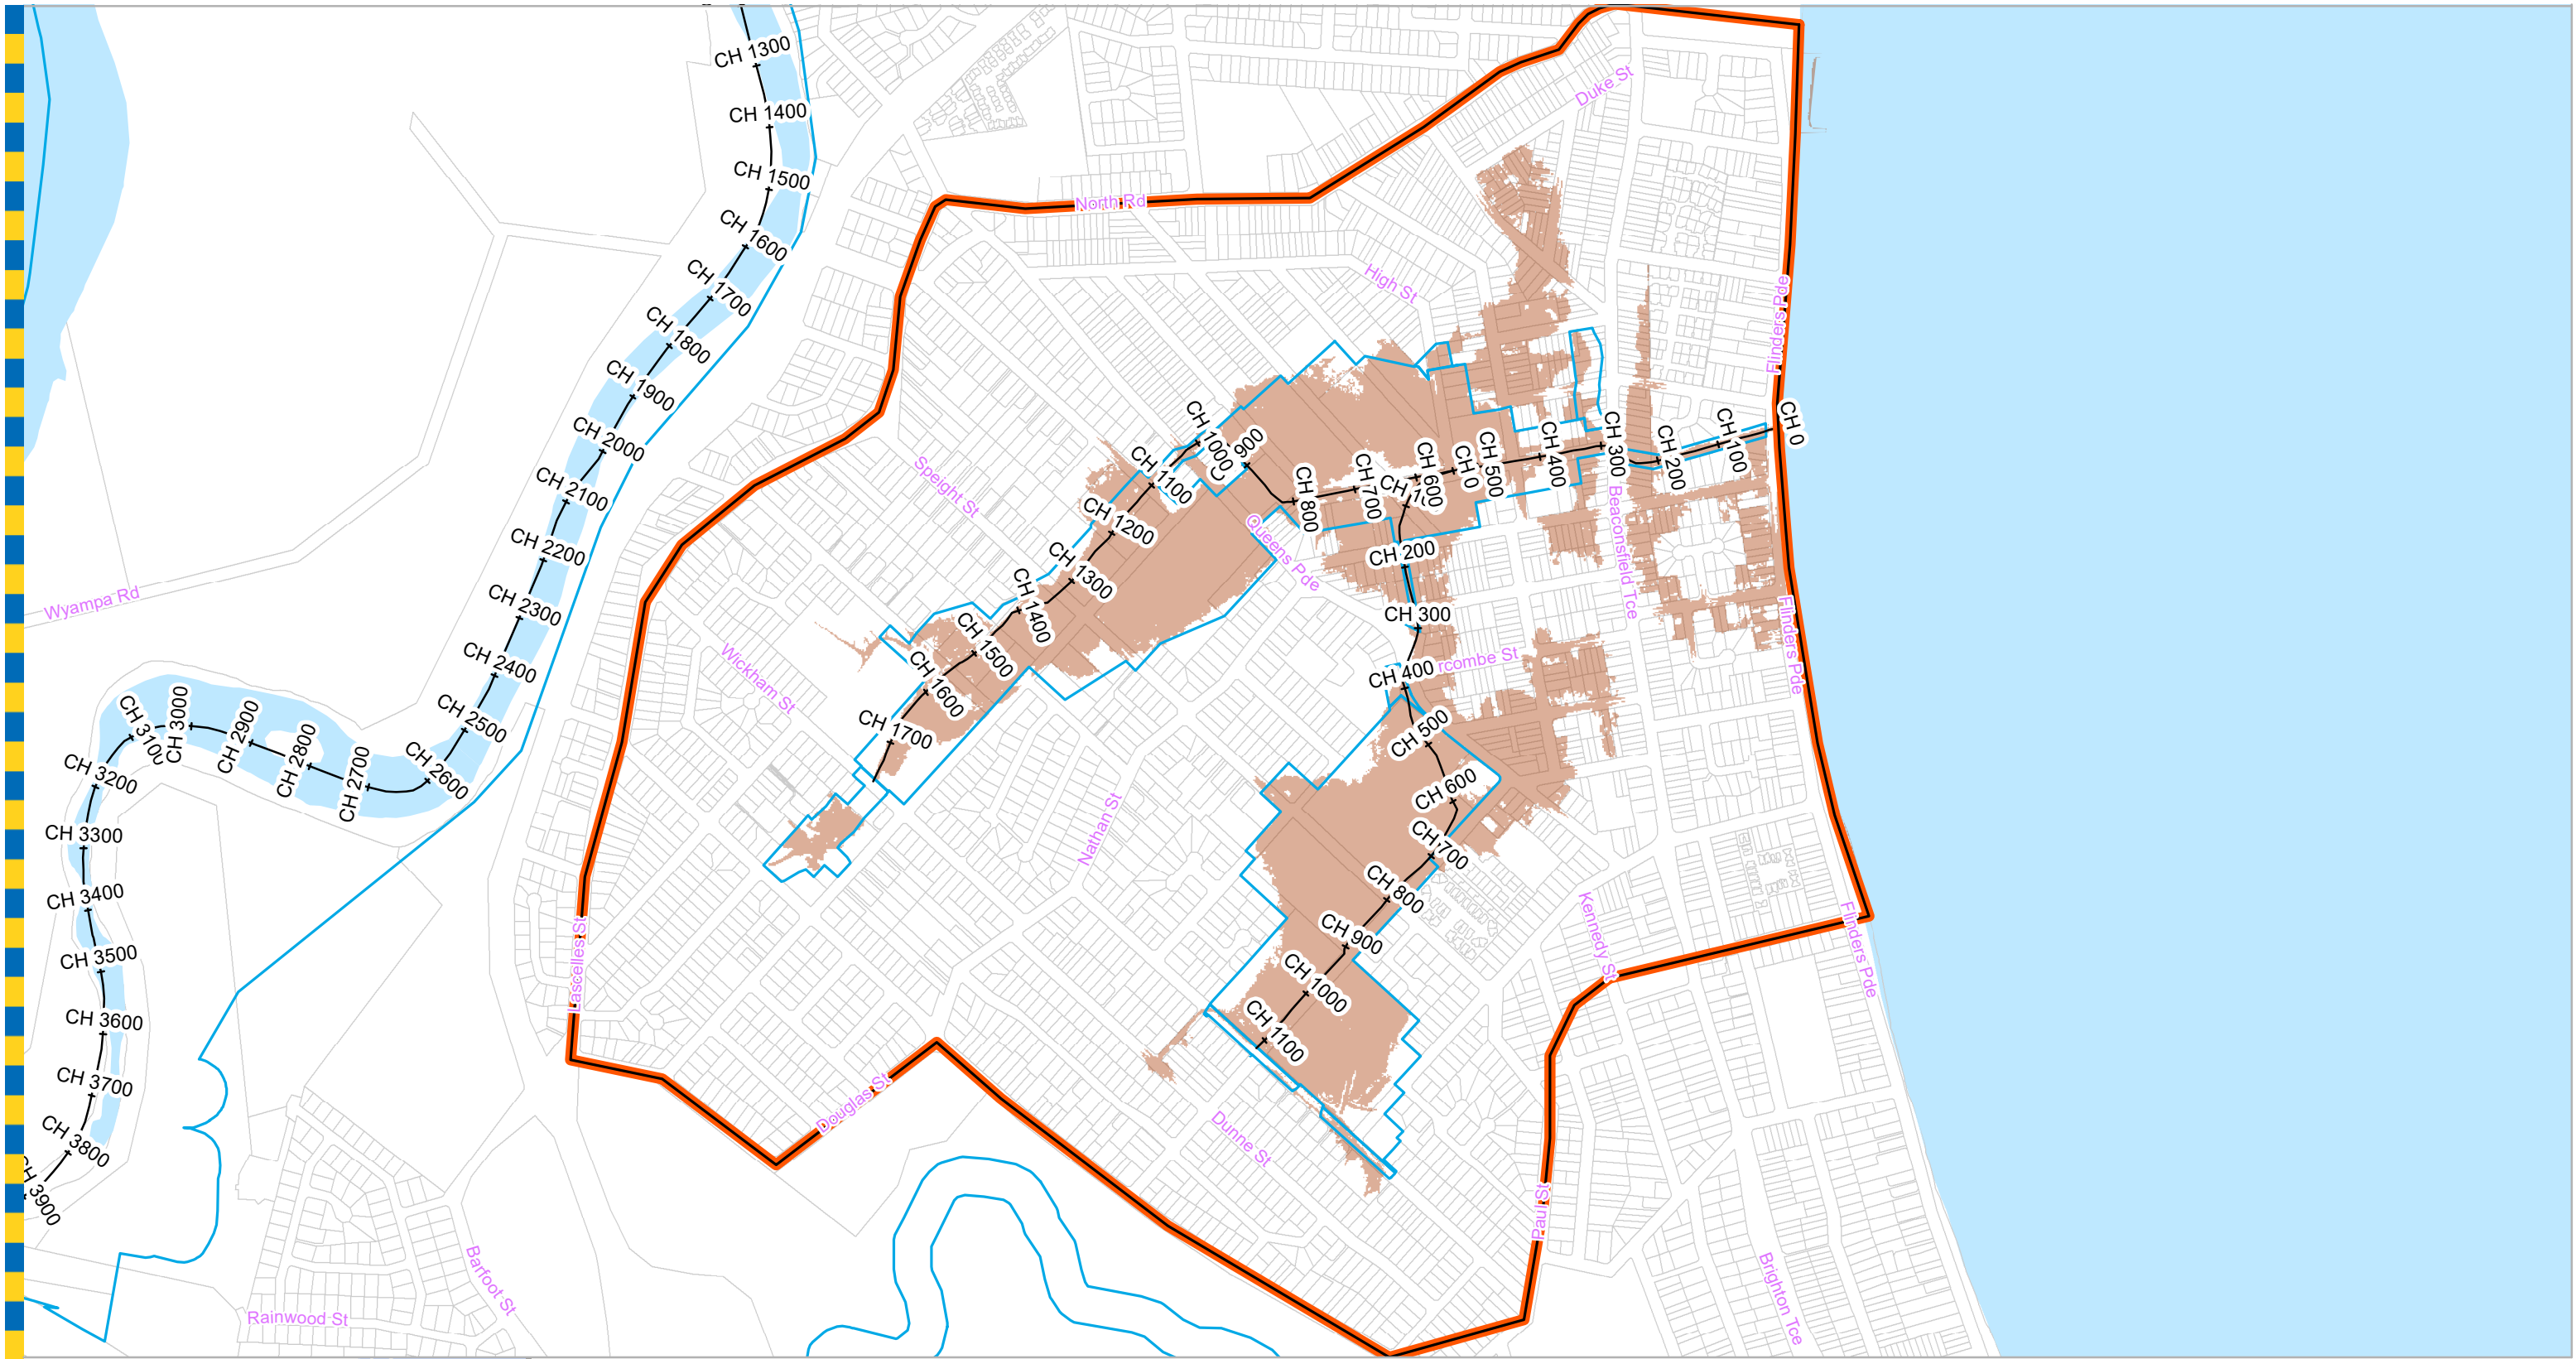 CH 1300
CH 1400
CH 1500
CH 1600
CH 1700
CH 1800
CH 1900
CH 2000
CH 2100
CH 2200
CH 2300
CH 2400
CH 2500
CH 2600
CH 2700
CH 2800
CH 2900
CH 3000
CH 3100
CH 3200
CH 3300
CH 3400
CH 3500
CH 3600
CH 3700
CH 3800
CH 3900
Wyampa Rd
Rainwood St
Barfoot St
Lascelles St
Douglas St
Wickham St
Speight St
Nathan St
Dunne St
North Rd
High St
Duke St
Queens Pde
Beaconsfield Tce
rcombe St
Kennedy St
Paul St
Brighton Tce
Flinders Pde
Flinders Pde
Flinders Pde
CH 0
CH 100
CH 200
CH 300
CH 400
CH 500
CH 600
CH 700
CH 800
900
CH 1000
CH 1100
CH 1200
CH 1300
CH 1400
CH 1500
CH 1600
CH 1700
CH 0
CH 200
CH 300
CH 400
CH 500
CH 600
CH 700
CH 800
CH 900
CH 1000
CH 1100